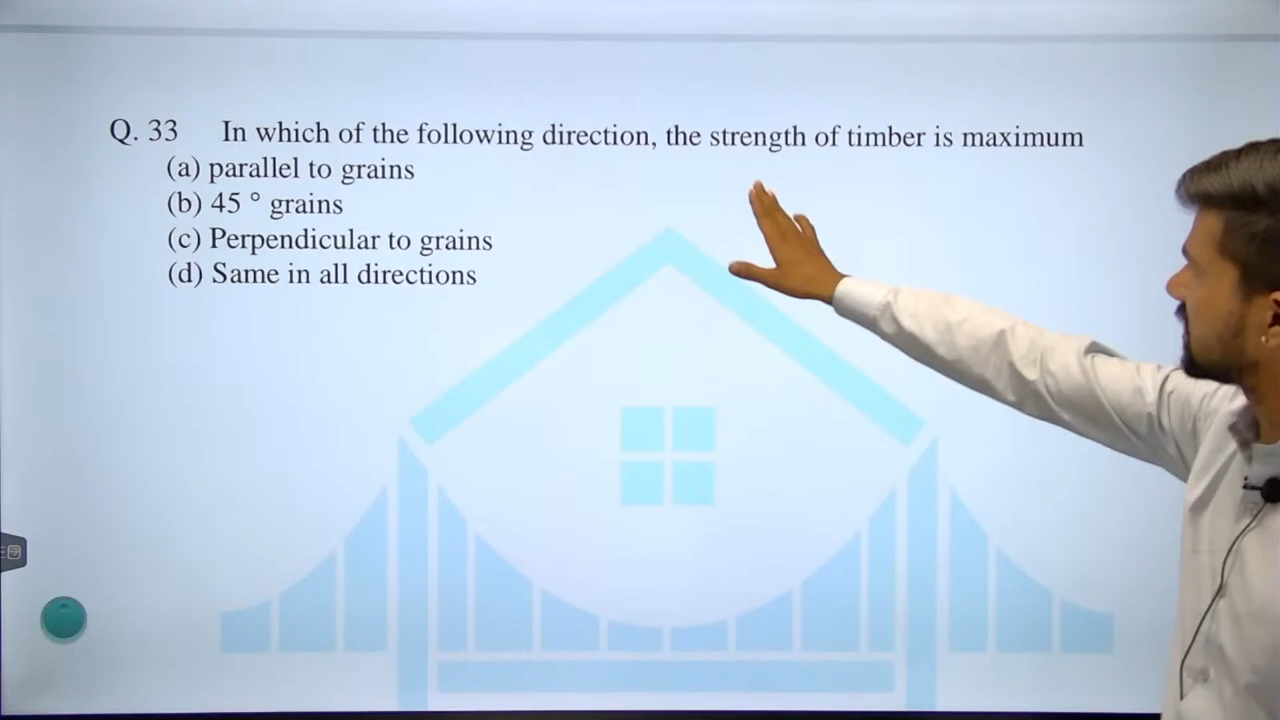 Q. 33 In which of the following direction, the strength of timber is maximum
(a) parallel to grains
(b) 45 ° grains
(c) Perpendicular to grains
(d) Same in all directions